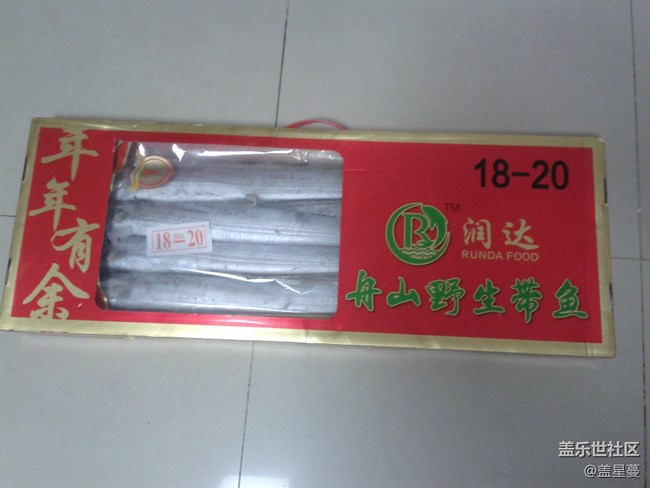 年年有余
18-20
18-20
R
TM
润达
RUNDA FOOD
舟山野生带鱼
盖乐世社区
@盖星蔓